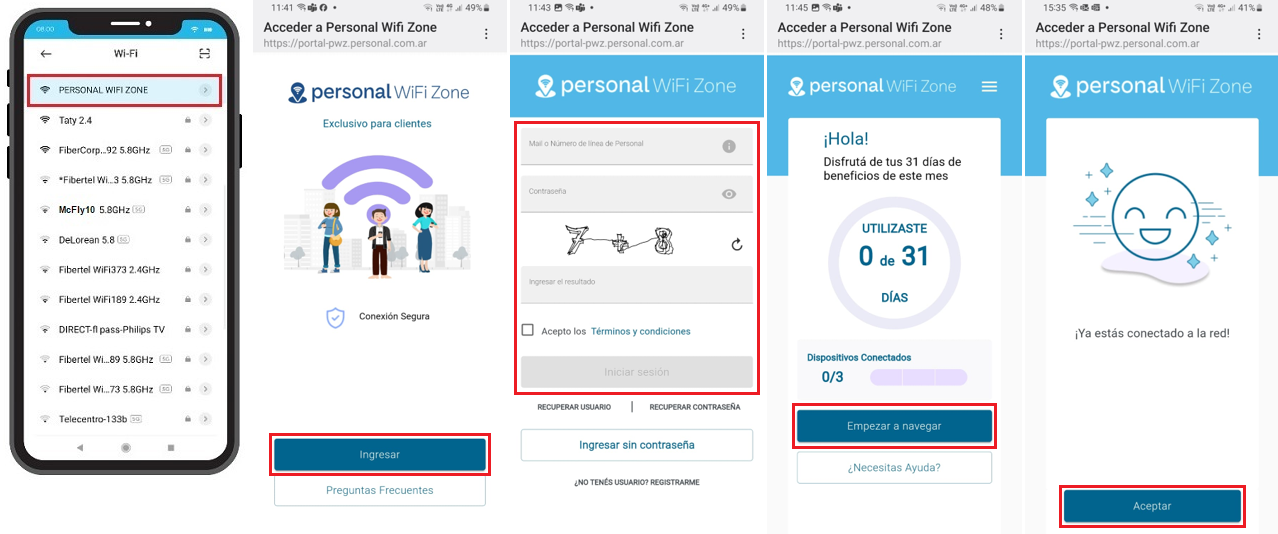 08:00
Wi-Fi
PERSONAL WIFI ZONE
Taty 2.4
FiberCorp...92 5.8GHz 5G
*Fibertel Wi...3 5.8GHz 5G
McFly10 5.8GHz 5G
DeLorean 5.8 5G
Fibertel WiFi373 2.4GHz
Fibertel WiFi189 2.4GHz
DIRECT-fl pass-Philips TV
Fibertel Wi...89 5.8GHz 5G
Fibertel Wi...73 5.8GHz 5G
Telecentro-133b 5G
11:41 49%
Acceder a Personal Wifi Zone
https://portal-pwz.personal.com.ar
personal WiFi Zone
Exclusivo para clientes
Conexión Segura
Ingresar
Preguntas Frecuentes
11:43 49%
Acceder a Personal Wifi Zone
https://portal-pwz.personal.com.ar
personal WiFi Zone
Mail o Número de línea de Personal
Contraseña
7+8
Ingresar el resultado
Acepto los Términos y condiciones
Iniciar sesión
RECUPERAR USUARIO | RECUPERAR CONTRASEÑA
Ingresar sin contraseña
¿NO TENÉS USUARIO? REGISTRARME
11:45 48%
Acceder a Personal Wifi Zone
https://portal-pwz.personal.com.ar
personal WiFi Zone
¡Hola!
Disfrutá de tus 31 días de
beneficios de este mes
UTILIZASTE
0 de 31
DÍAS
Dispositivos Conectados
0/3
Empezar a navegar
¿Necesitas Ayuda?
15:35 41%
Acceder a Personal Wifi Zone
https://portal-pwz.personal.com.ar
personal WiFi Zone
¡Ya estás conectado a la red!
Aceptar